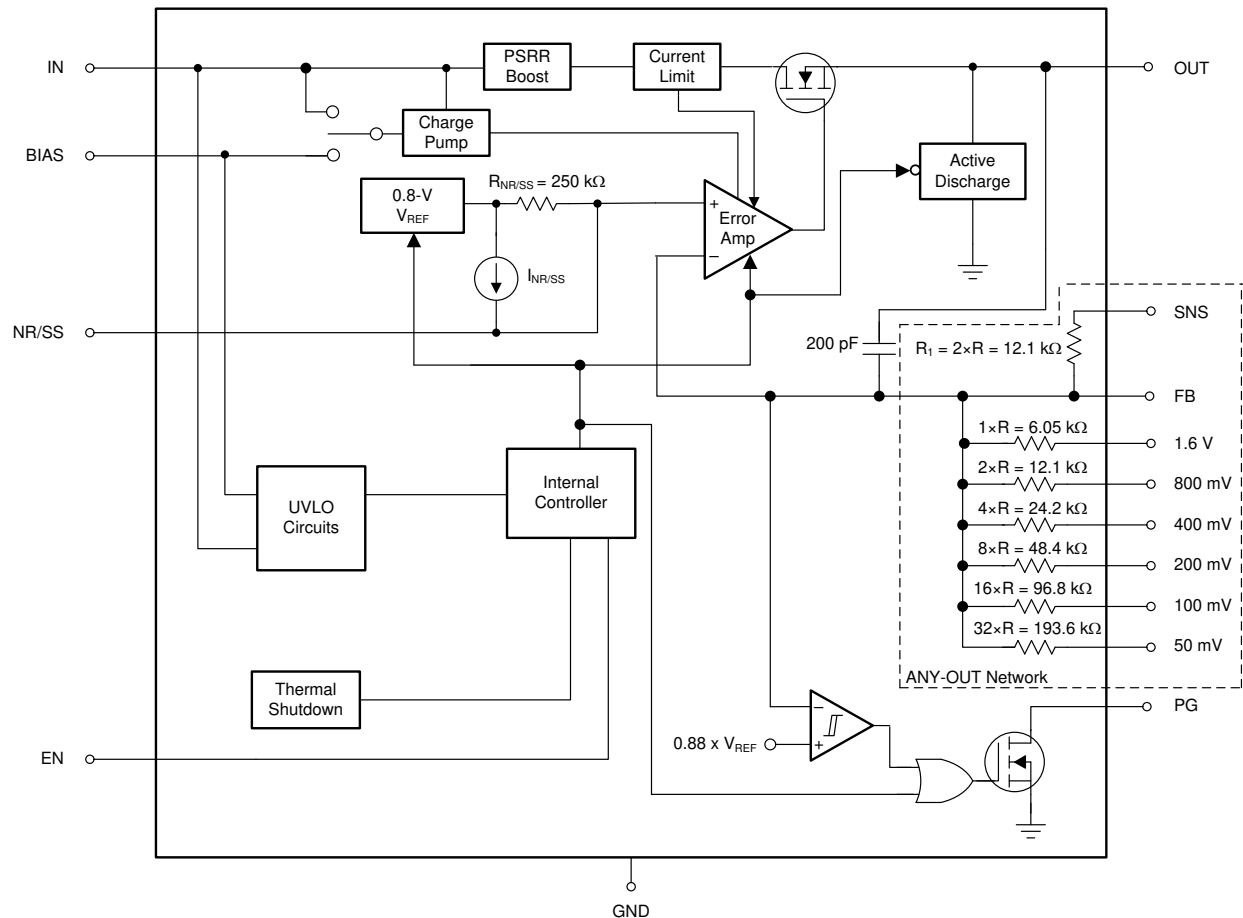 IN
PSRR
Boost
Current
Limit
OUT
Charge
Pump
BIAS
Active
Discharge
0.8-V
VREF
RNR/SS = 250 kΩ
+
Error
Amp
−
INR/SS
NR/SS
SNS
200 pF
R1 = 2×R = 12.1 kΩ
FB
1×R = 6.05 kΩ
1.6 V
2×R = 12.1 kΩ
800 mV
4×R = 24.2 kΩ
400 mV
8×R = 48.4 kΩ
200 mV
16×R = 96.8 kΩ
100 mV
32×R = 193.6 kΩ
50 mV
ANY-OUT Network
UVLO
Circuits
Internal
Controller
Thermal
Shutdown
PG
−
0.88 x VREF
+
EN
GND